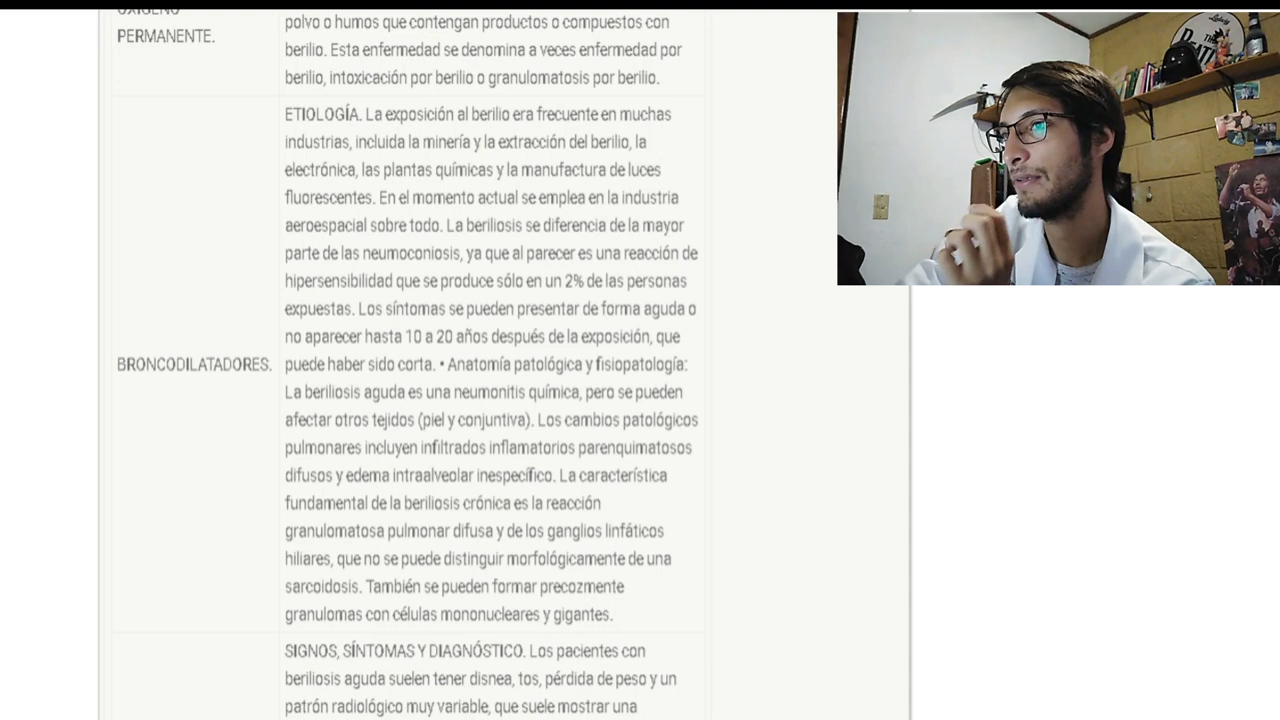 OXÍGENO
PERMANENTE.
polvo o humos que contengan productos o compuestos con
berilio. Esta enfermedad se denomina a veces enfermedad por
berilio, intoxicación por berilio o granulomatosis por berilio.
BRONCODILATADORES.
ETIOLOGÍA. La exposición al berilio era frecuente en muchas
industrias, incluida la minería y la extracción del berilio, la
electrónica, las plantas químicas y la manufactura de luces
fluorescentes. En el momento actual se emplea en la industria
aeroespacial sobre todo. La beriliosis se diferencia de la mayor
parte de las neumoconiosis, ya que al parecer es una reacción de
hipersensibilidad que se produce sólo en un 2% de las personas
expuestas. Los síntomas se pueden presentar de forma aguda o
no aparecer hasta 10 a 20 años después de la exposición, que
puede haber sido corta. • Anatomía patológica y fisiopatología:
La beriliosis aguda es una neumonitis química, pero se pueden
afectar otros tejidos (piel y conjuntiva). Los cambios patológicos
pulmonares incluyen infiltrados inflamatorios parenquimatosos
difusos y edema intraalveolar inespecífico. La característica
fundamental de la beriliosis crónica es la reacción
granulomatosa pulmonar difusa y de los ganglios linfáticos
hiliares, que no se puede distinguir morfológicamente de una
sarcoidosis. También se pueden formar precozmente
granulomas con células mononucleares y gigantes.
SIGNOS, SÍNTOMAS Y DIAGNÓSTICO. Los pacientes con
beriliosis aguda suelen tener disnea, tos, pérdida de peso y un
patrón radiológico muy variable, que suele mostrar una
Ludwig
THE